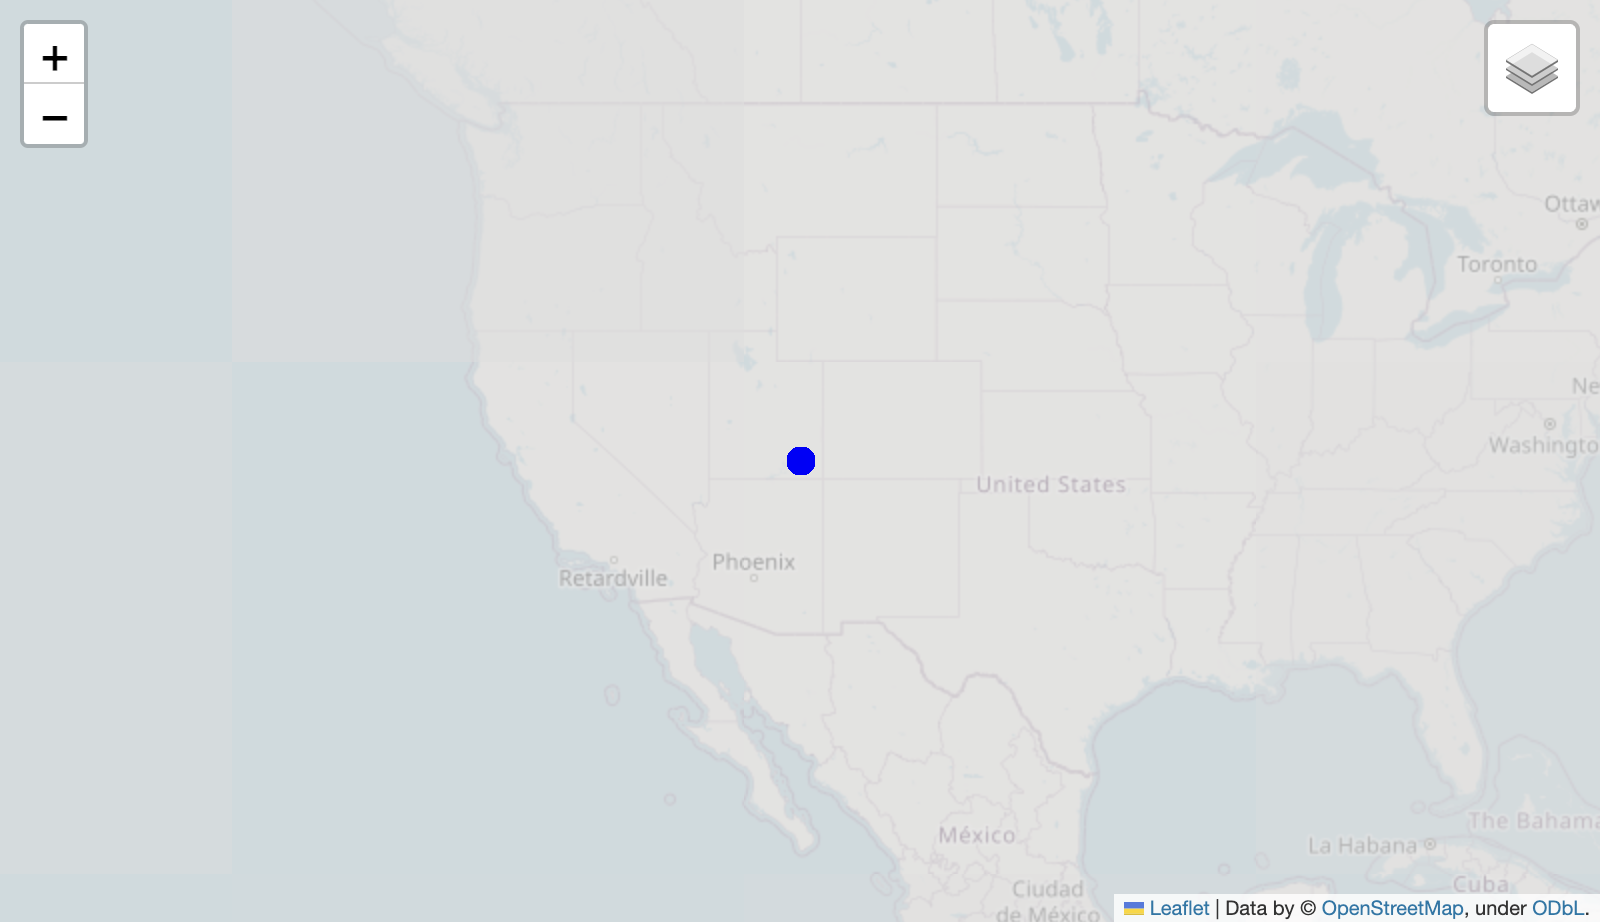 +
−
Ottaw
Toronto
Ne
Washingto
United States
Phoenix
Retardville
México
The Bahama
La Habana
Cuba
Ciudad
de México
Leaflet | Data by © OpenStreetMap, under ODbL.